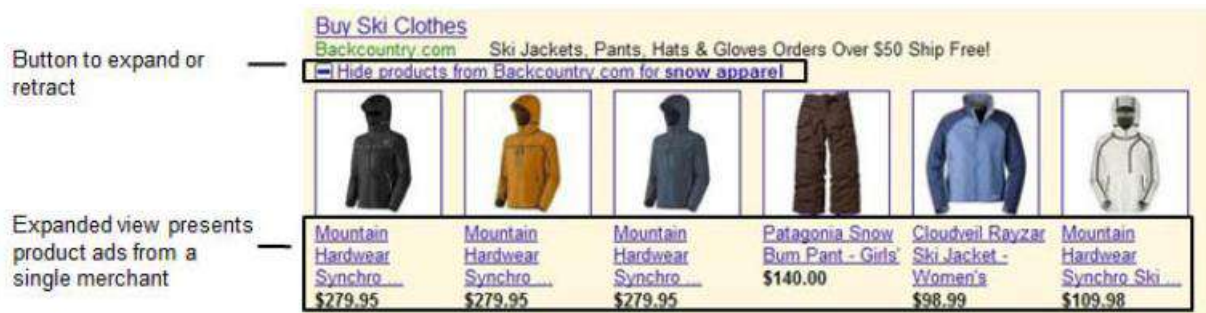 Buy Ski Clothes
Backcountry.com Ski Jackets, Pants, Hats & Gloves Orders Over $50 Ship Free!
Button to expand or
retract
Hide products from Backcountry.com for snow apparel
Expanded view presents
product ads from a
single merchant
Mountain
Hardwear
Synchro ...
$279.95
Mountain
Hardwear
Synchro ...
$279.95
Mountain
Hardwear
Synchro ...
$279.95
Patagonia Snow
Bum Pant - Girls'
$140.00
Cloudveil Rayzar
Ski Jacket -
Women's
$98.99
Mountain
Hardwear
Synchro Ski ...
$109.98